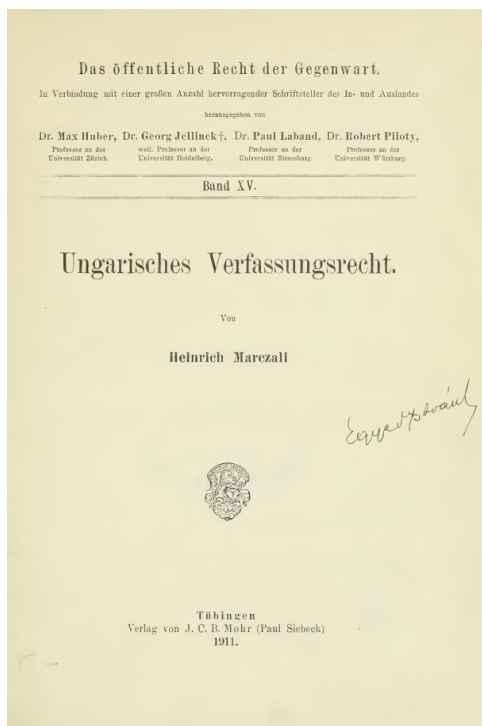 Das öffentliche Recht der Gegenwart.
In Verbindung mit einer großen Anzahl hervorragender Schriftsteller des In- und Auslandes
herausgegeben von
Dr. Max Huber, Dr. Georg Jellinek†, Dr. Paul Laband, Dr. Robert Piloty,
Professor an der weil. Professor an der Professor an der Professor an der
Universität Zürich. Universität Heidelberg. Universität Strassburg. Universität Würzburg.
Band XV.
Ungarisches Verfassungsrecht.
Von
Heinrich Marczali
Egyed István
Tübingen
Verlag von J. C. B. Mohr (Paul Siebeck)
1911.